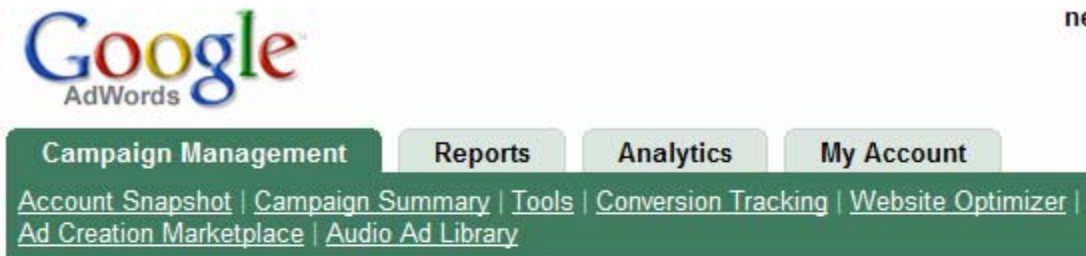 ne
Google
AdWords
Campaign Management Reports Analytics My Account
Account Snapshot | Campaign Summary | Tools | Conversion Tracking | Website Optimizer |
Ad Creation Marketplace | Audio Ad Library